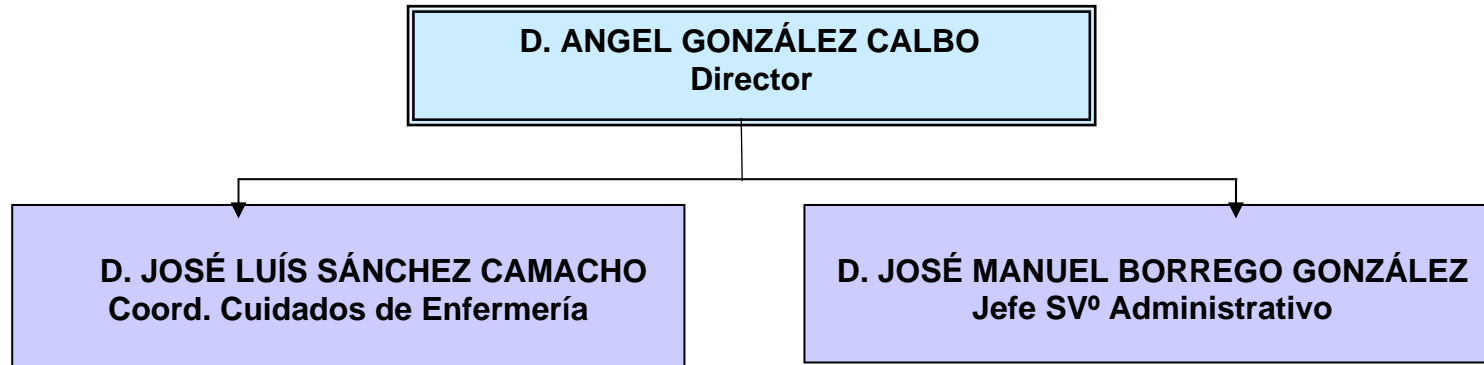 D. ANGEL GONZÁLEZ CALBO
Director
D. JOSÉ LUÍS SÁNCHEZ CAMACHO
Coord. Cuidados de Enfermería
D. JOSÉ MANUEL BORREGO GONZÁLEZ
Jefe SVº Administrativo